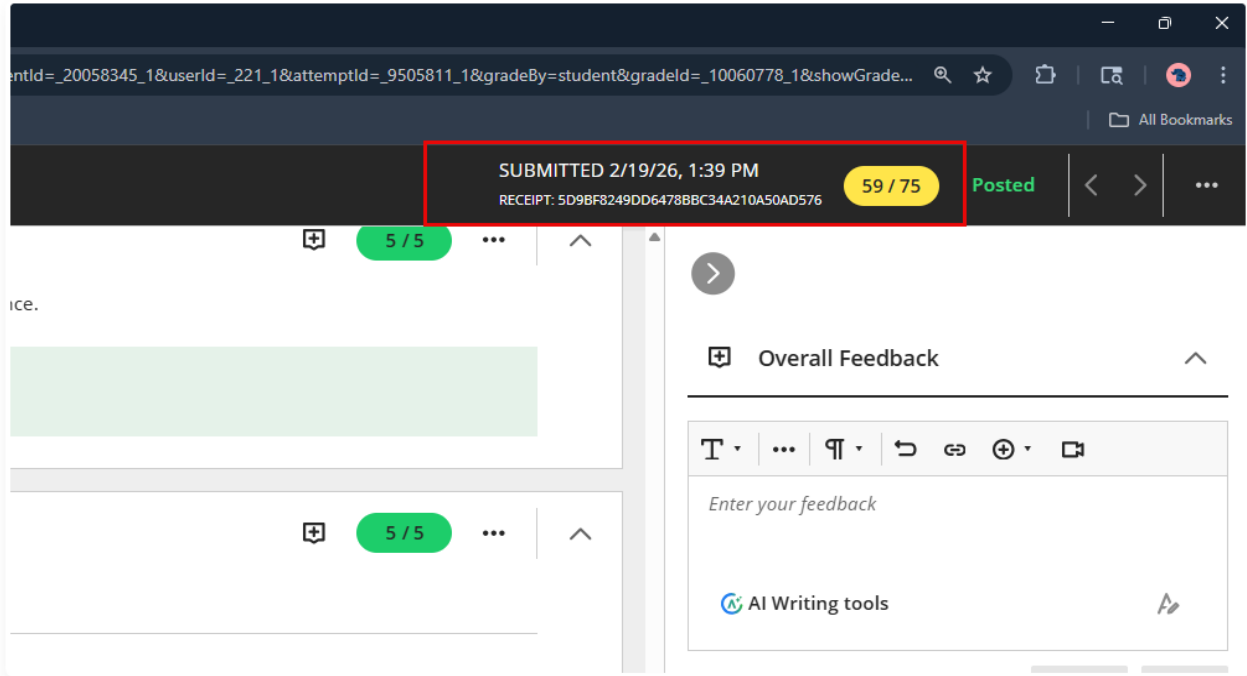 entId=_20058345_1&userId=_221_1&attemptId=_9505811_1&gradeBy=student&gradeId=_10060778_1&showGrade...
All Bookmarks
SUBMITTED 2/19/26, 1:39 PM
RECEIPT: 5D9BF8249DD6478BBC34A210A50AD576
59 / 75
Posted
5 / 5
nce.
Overall Feedback
T
Enter your feedback
5 / 5
AI Writing tools